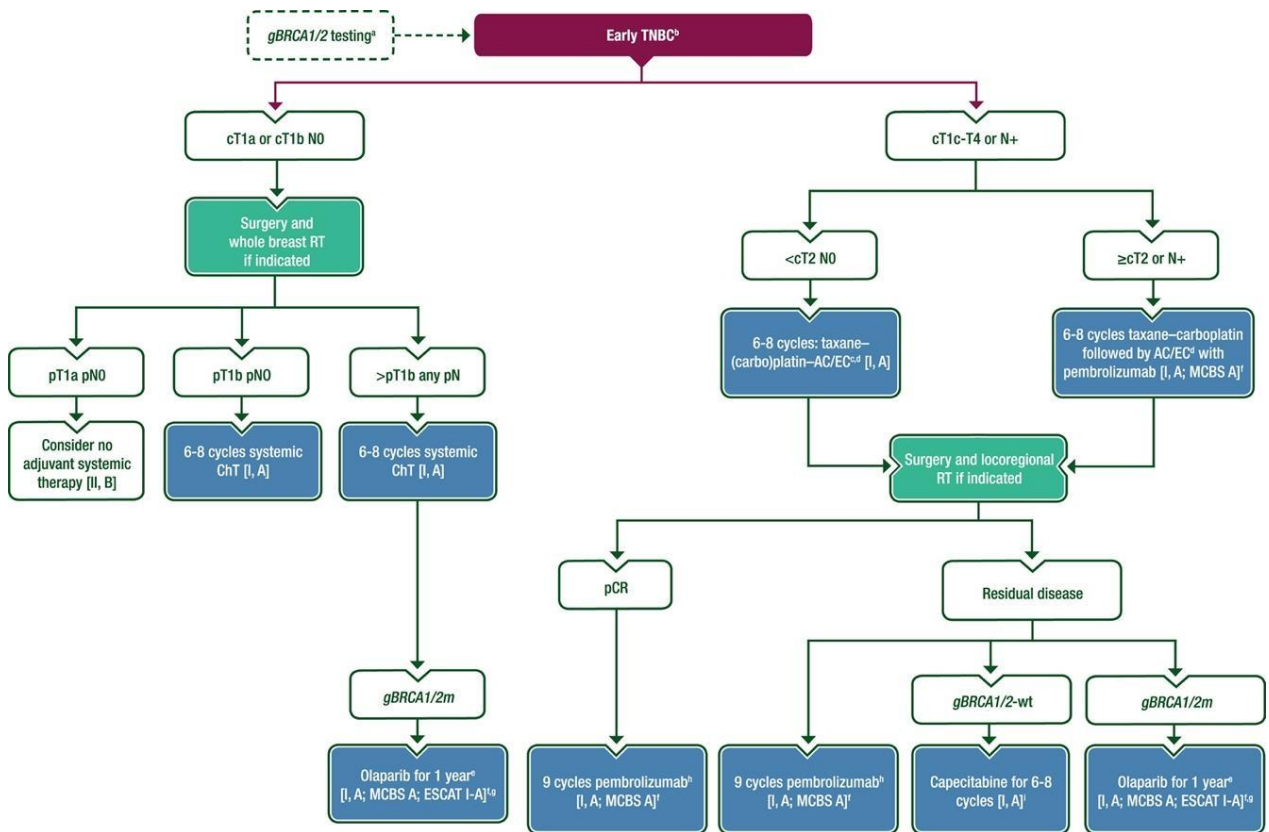 gBRCA1/2 testingᵃ
Early TNBCᵇ
cT1a or cT1b N0
cT1c-T4 or N+
Surgery and
whole breast RT
if indicated
<cT2 N0
≥cT2 or N+
pT1a pN0
pT1b pN0
>pT1b any pN
6-8 cycles: taxane–
(carbo)platin–AC/ECᶜ,ᵈ [I, A]
6-8 cycles taxane–carboplatin
followed by AC/ECᵈ with
pembrolizumab [I, A; MCBS A]ᶠ
Consider no
adjuvant systemic
therapy [II, B]
6-8 cycles systemic
ChT [I, A]
6-8 cycles systemic
ChT [I, A]
Surgery and locoregional
RT if indicated
pCR
Residual disease
gBRCA1/2m
gBRCA1/2-wt
gBRCA1/2m
Olaparib for 1 yearᵉ
[I, A; MCBS A; ESCAT I-A]ᶠ,ᵍ
9 cycles pembrolizumabʰ
[I, A; MCBS A]ᶠ
9 cycles pembrolizumabʰ
[I, A; MCBS A]ᶠ
Capecitabine for 6-8
cycles [I, A]ⁱ
Olaparib for 1 yearᵉ
[I, A; MCBS A; ESCAT I-A]ᶠ,ᵍ